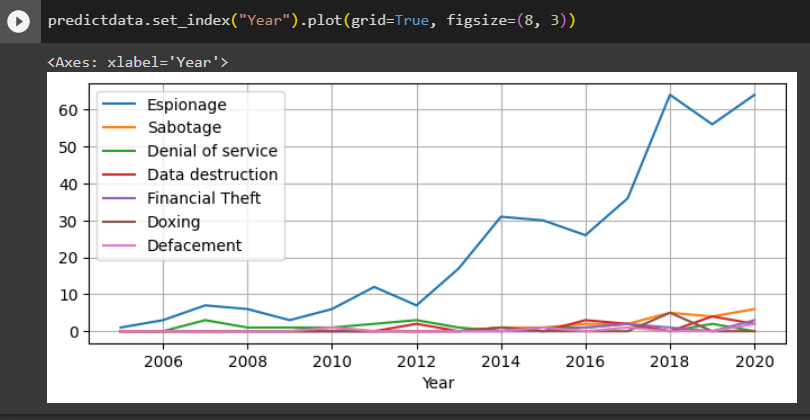 predictdata.set_index("Year").plot(grid=True, figsize=(8, 3))
<Axes: xlabel='Year'>
Espionage
Sabotage
Denial of service
Data destruction
Financial Theft
Doxing
Defacement
60
50
40
30
20
10
0
2006 2008 2010 2012 2014 2016 2018 2020
Year